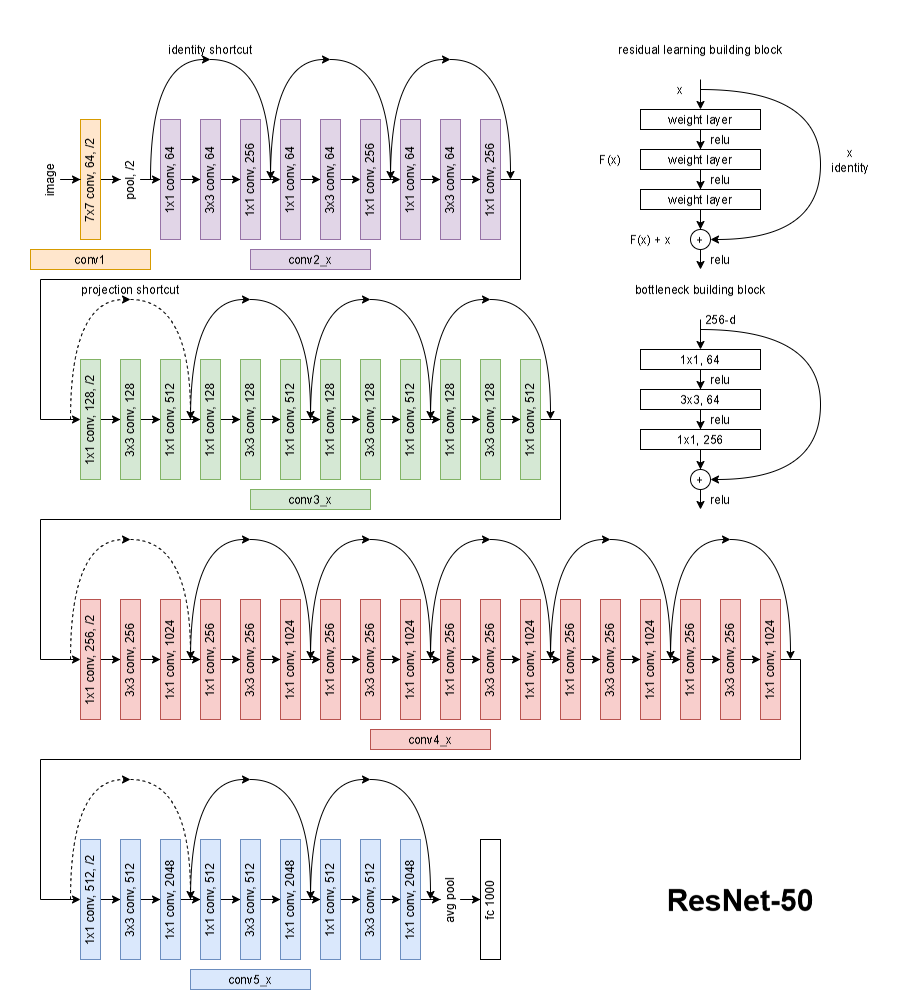 identity shortcut
image
7x7 conv, 64, /2
pool, /2
1x1 conv, 64
3x3 conv, 64
1x1 conv, 256
1x1 conv, 64
3x3 conv, 64
1x1 conv, 256
1x1 conv, 64
3x3 conv, 64
1x1 conv, 256
conv1
conv2_x
projection shortcut
1x1 conv, 128, /2
3x3 conv, 128
1x1 conv, 512
1x1 conv, 128
3x3 conv, 128
1x1 conv, 512
1x1 conv, 128
3x3 conv, 128
1x1 conv, 512
1x1 conv, 128
3x3 conv, 128
1x1 conv, 512
conv3_x
1x1 conv, 256, /2
3x3 conv, 256
1x1 conv, 1024
1x1 conv, 256
3x3 conv, 256
1x1 conv, 1024
1x1 conv, 256
3x3 conv, 256
1x1 conv, 1024
1x1 conv, 256
3x3 conv, 256
1x1 conv, 1024
1x1 conv, 256
3x3 conv, 256
1x1 conv, 1024
1x1 conv, 256
3x3 conv, 256
1x1 conv, 1024
conv4_x
1x1 conv, 512, /2
3x3 conv, 512
1x1 conv, 2048
1x1 conv, 512
3x3 conv, 512
1x1 conv, 2048
1x1 conv, 512
3x3 conv, 512
1x1 conv, 2048
avg pool
fc 1000
conv5_x
residual learning building block
x
weight layer
relu
F(x)
weight layer
x
identity
relu
weight layer
F(x) + x
+
relu
bottleneck building block
256-d
1x1, 64
relu
3x3, 64
relu
1x1, 256
+
relu
ResNet-50